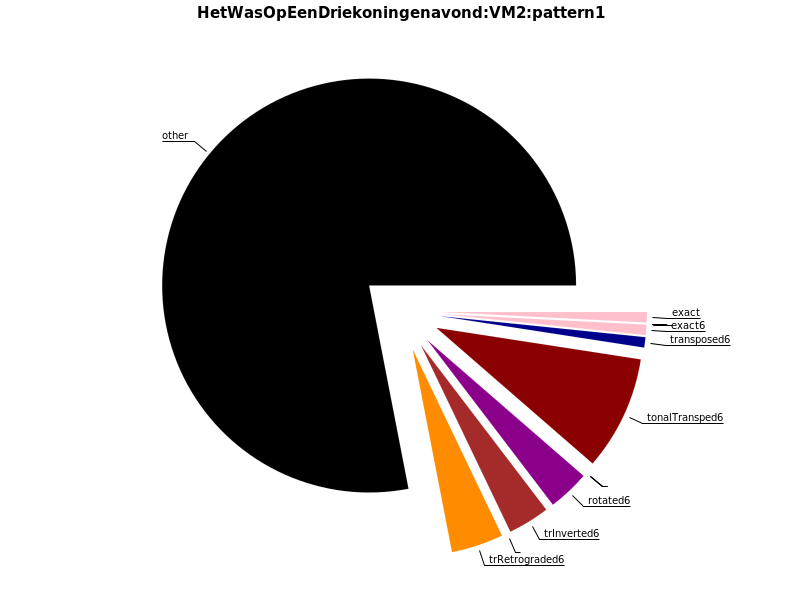 HetWasOpEenDriekoningenavond:VM2:pattern1
other
exact
exact6
transposed6
tonalTransped6
rotated6
trInverted6
trRetrograded6